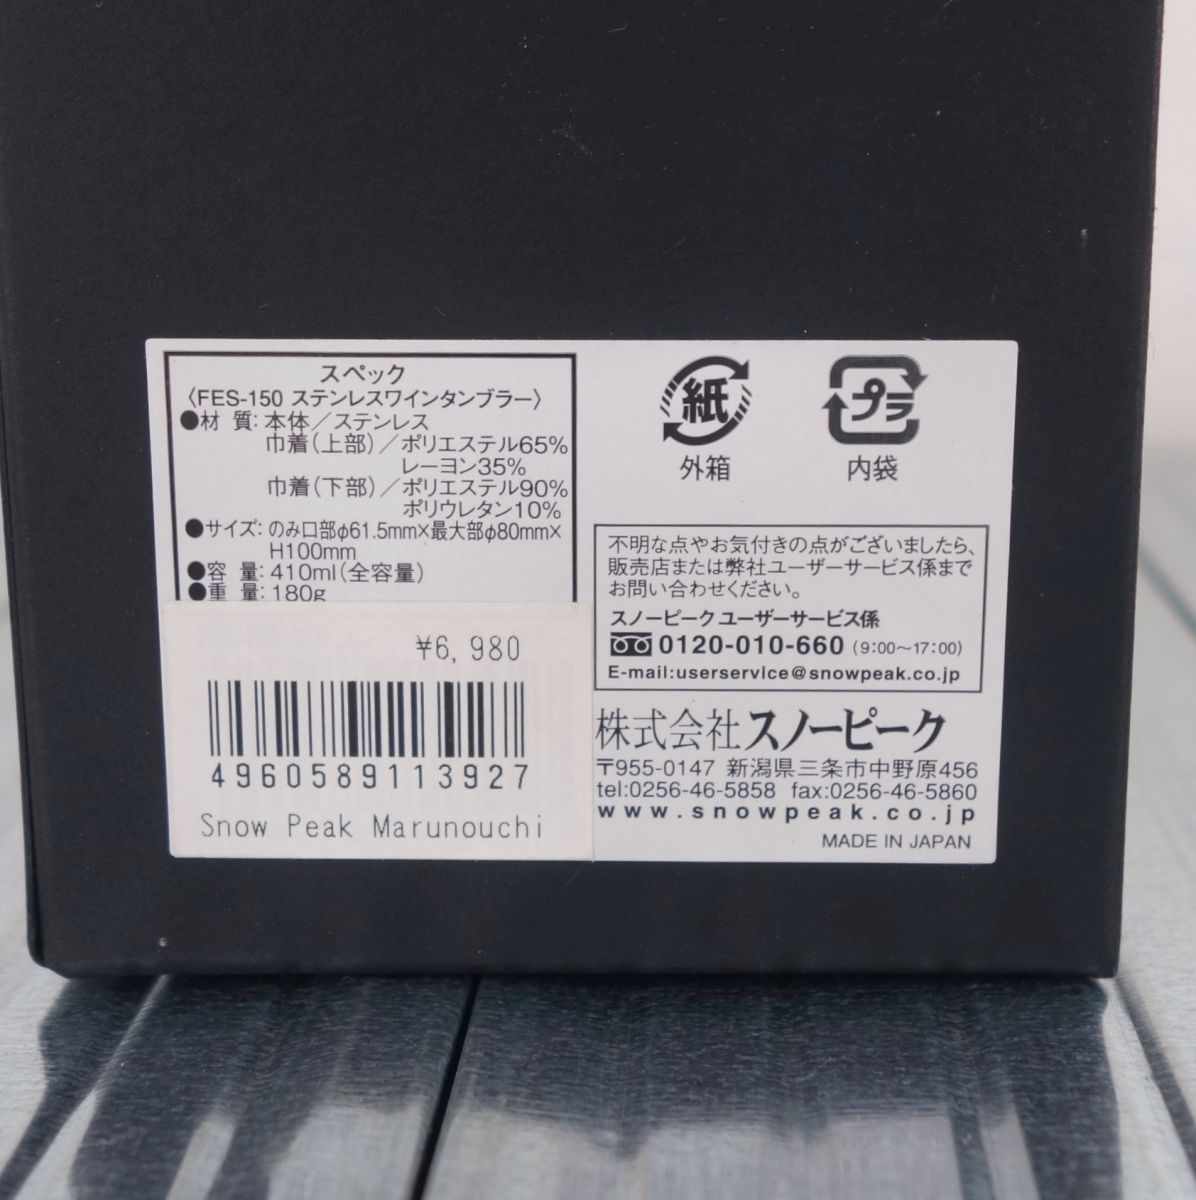 スペック
〈FES-150 ステンレスワインタンブラー〉
●材 質：本体／ステンレス
巾着（上部）／ポリエステル65%
レーヨン35%
巾着（下部）／ポリエステル90%
ポリウレタン10%
●サイズ：のみ口部φ61.5mm×最大部φ80mm×
H100mm
●容 量：410ml（全容量）
●重 量：180g
¥6,980
4960589113927
Snow Peak Marunouchi
紙
外箱
プラ
内袋
不明な点やお気付きの点がございましたら、
販売店または弊社ユーザーサービス係まで
お問い合わせください。
スノーピークユーザーサービス係
0120-010-660（9:00〜17:00）
E-mail:userservice@snowpeak.co.jp
株式会社スノーピーク
〒955-0147 新潟県三条市中野原456
tel:0256-46-5858 fax:0256-46-5860
www.snowpeak.co.jp
MADE IN JAPAN